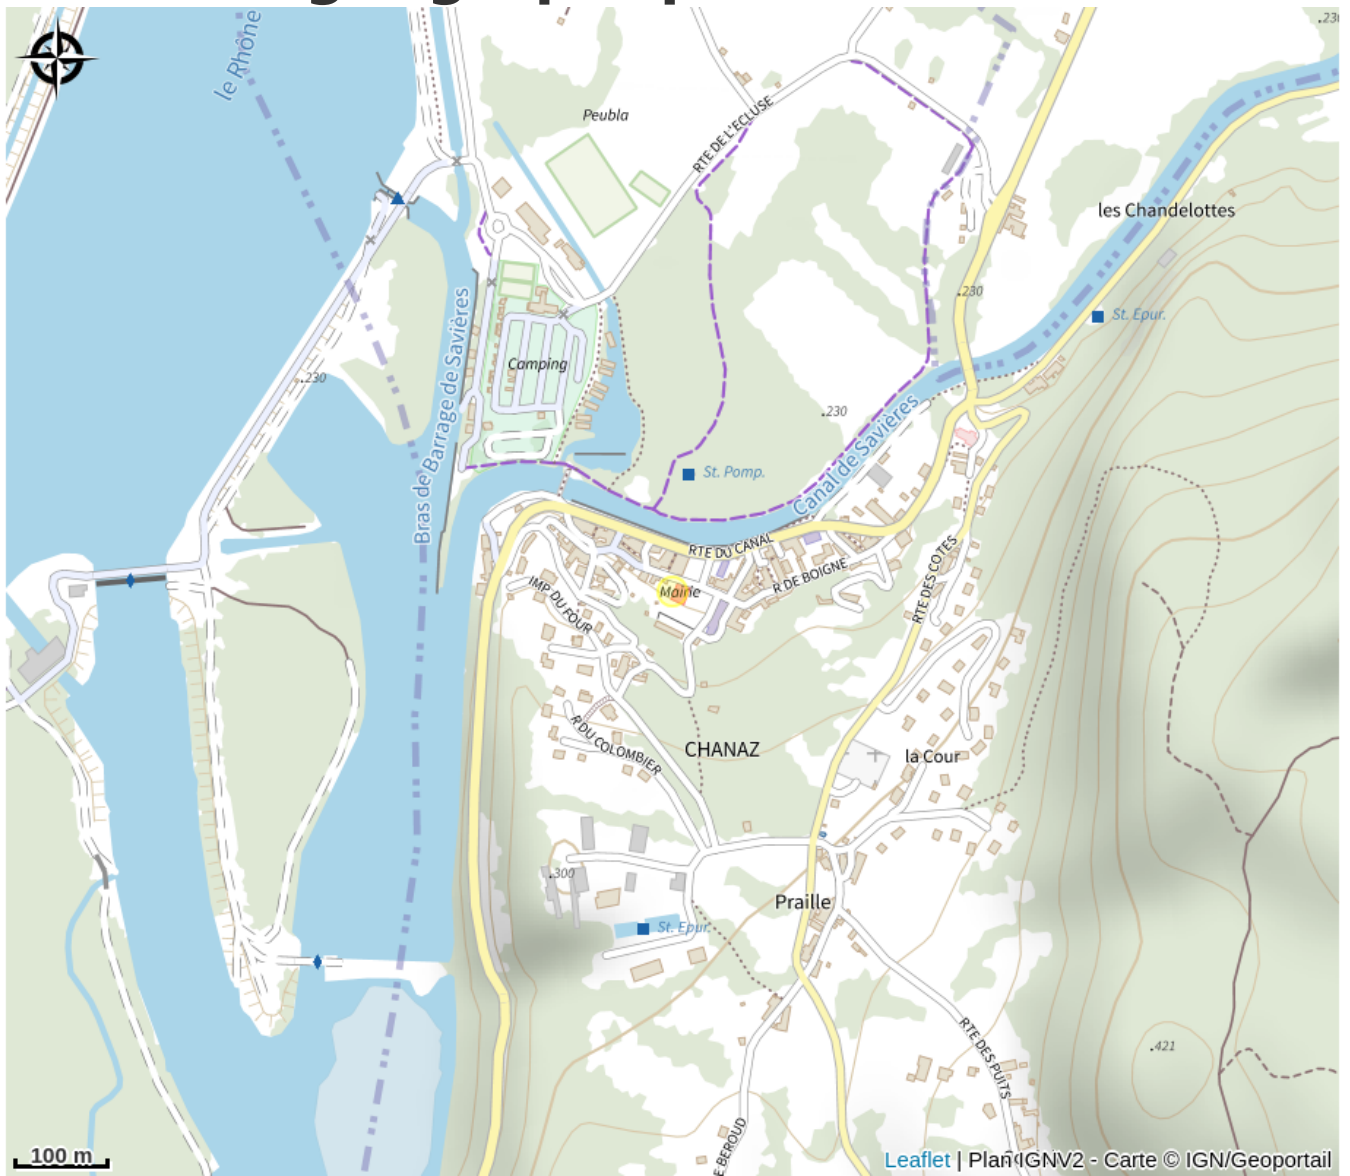 le Rhône
.230
Peubla
RTE DE L'ECLUSE
les Chandelottes
.230
St. Epur.
Camping
.230
Bras de Barrage de Savières
.230
Canal de Savières
St. Pomp.
RTE DU CANAL
R DE BOIGNE
RTE DES COTES
Mairie
IMP DU FOUR
R DU COLOMBIER
CHANAZ
la Cour
.300
Praille
St. Epur.
RTE DES PUITS
.421
E BEROUD
100 m
Leaflet | Plan IGNV2 - Carte © IGN/Geoportail